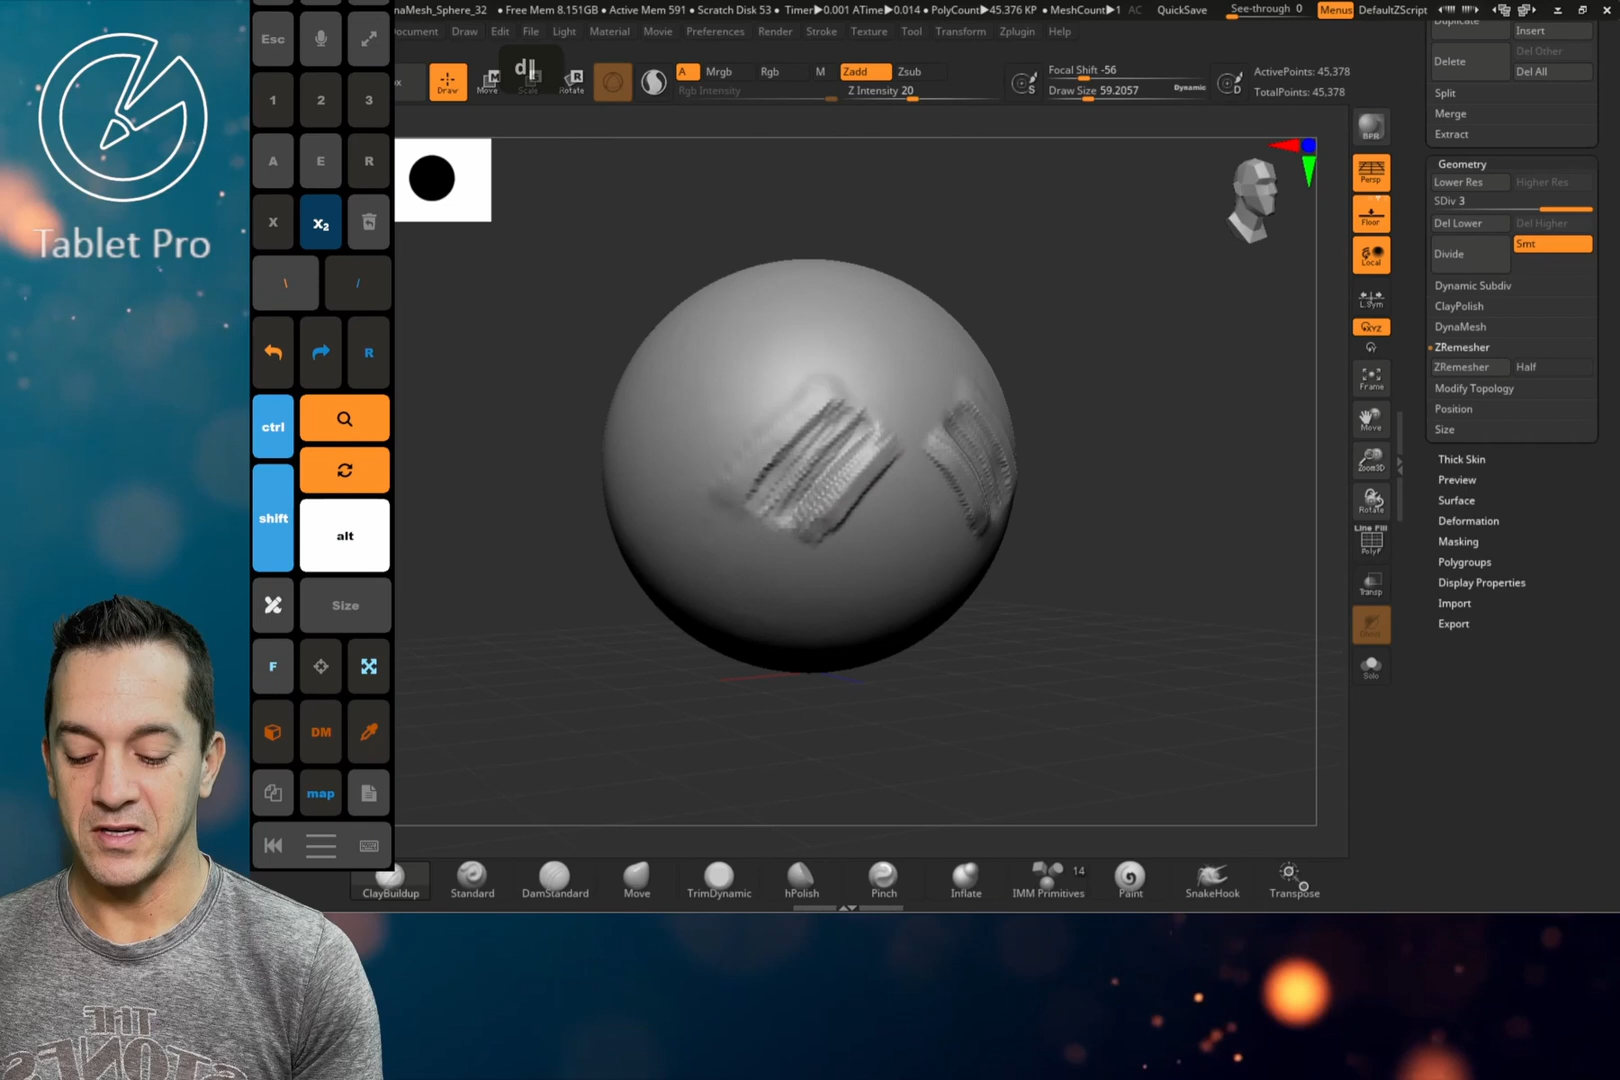 naMesh_Sphere_32 • Free Mem 8.151GB • Active Mem 591 • Scratch Disk 53 • Timer▶0.001 ATime▶0.014 • PolyCount▶45.376 KP • MeshCount▶1 AC QuickSave See-through 0 Menus DefaultZScript
ocument Draw Edit File Light Material Movie Preferences Render Stroke Texture Tool Transform Zplugin Help
Draw Move Scale Rotate A Mrgb Rgb M Zadd Zsub
Rgb Intensity Z Intensity 20
Focal Shift -56
Draw Size 59.2057 Dynamic
ActivePoints: 45,378
TotalPoints: 45,378
d
M
R
S
D
Tablet Pro
Esc
1 2 3
A E R
X X₂
\ /
R
ctrl
shift
alt
Size
F
DM
map
BPR
Persp
Floor
Local
L.Sym
XYZ
Y
Frame
Move
Zoom3D
Rotate
Line Fill
PolyF
Transp
Ghost
Solo
Duplicate
Insert
Delete
Del Other
Del All
Split
Merge
Extract
Geometry
Lower Res Higher Res
SDiv 3
Del Lower Del Higher
Divide
Smt
Dynamic Subdiv
ClayPolish
DynaMesh
ZRemesher
ZRemesher Half
Modify Topology
Position
Size
Thick Skin
Preview
Surface
Deformation
Masking
Polygroups
Display Properties
Import
Export
ClayBuildup Standard DamStandard Move TrimDynamic hPolish Pinch Inflate IMM Primitives 14 Paint SnakeHook Transpose
THE